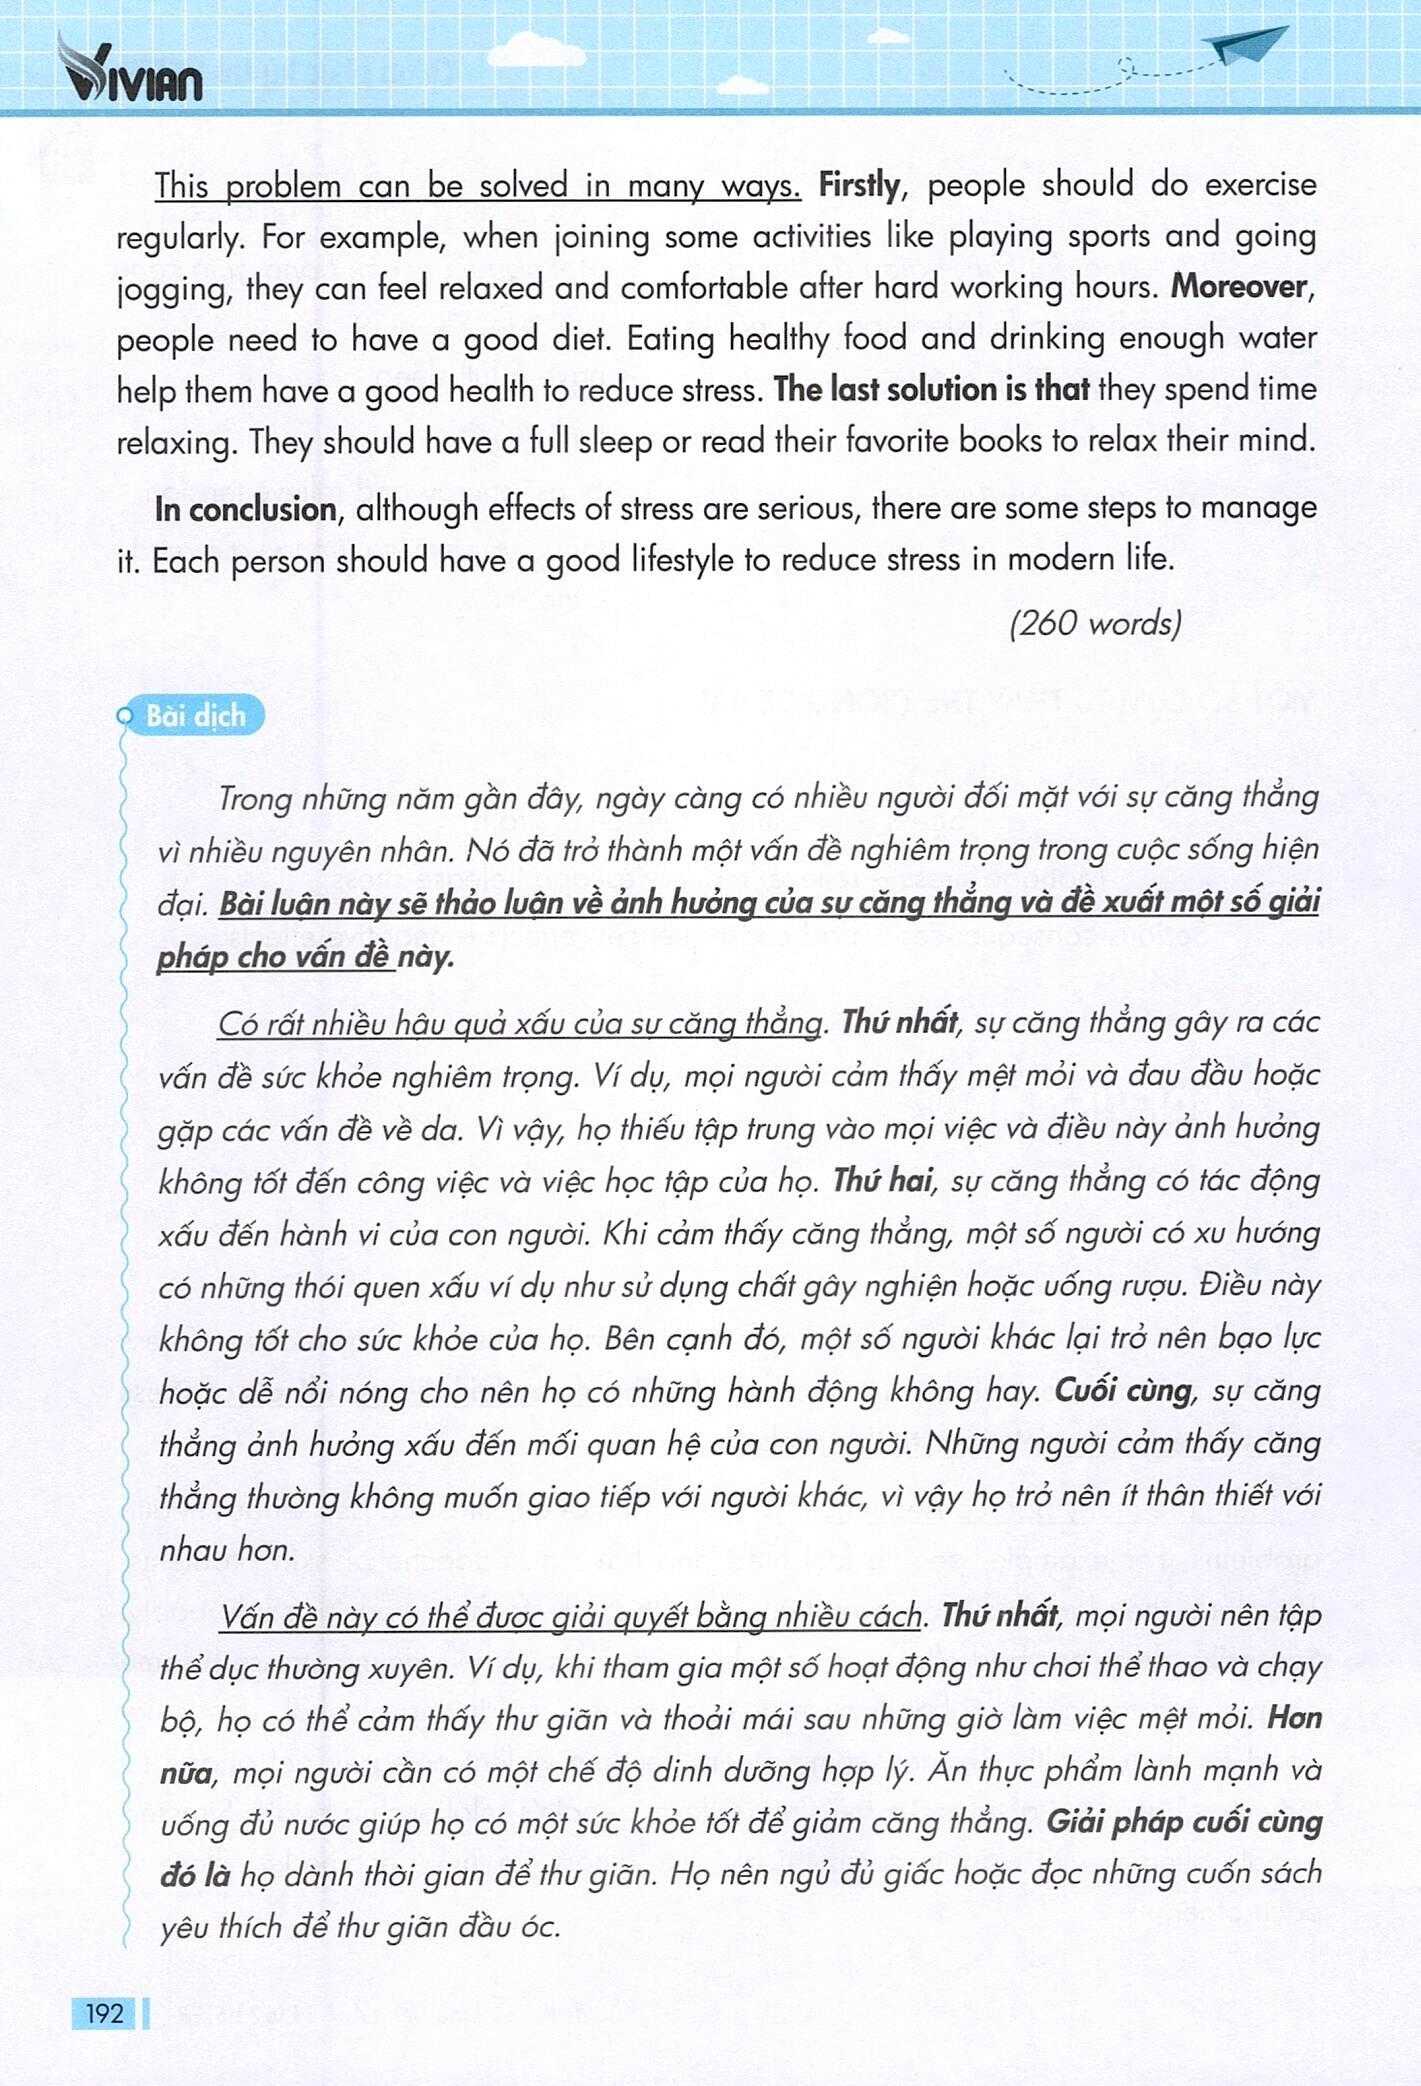 VIVIAN
This problem can be solved in many ways. Firstly, people should do exercise
regularly. For example, when joining some activities like playing sports and going
jogging, they can feel relaxed and comfortable after hard working hours. Moreover,
people need to have a good diet. Eating healthy food and drinking enough water
help them have a good health to reduce stress. The last solution is that they spend time
relaxing. They should have a full sleep or read their favorite books to relax their mind.
In conclusion, although effects of stress are serious, there are some steps to manage
it. Each person should have a good lifestyle to reduce stress in modern life.
(260 words)
Bài dịch
Trong những năm gần đây, ngày càng có nhiều người đối mặt với sự căng thẳng
vì nhiều nguyên nhân. Nó đã trở thành một vấn đề nghiêm trọng trong cuộc sống hiện
đại. Bài luận này sẽ thảo luận về ảnh hưởng của sự căng thẳng và đề xuất một số giải
pháp cho vấn đề này.
Có rất nhiều hậu quả xấu của sự căng thẳng. Thứ nhất, sự căng thẳng gây ra các
vấn đề sức khỏe nghiêm trọng. Ví dụ, mọi người cảm thấy mệt mỏi và đau đầu hoặc
gặp các vấn đề về da. Vì vậy, họ thiếu tập trung vào mọi việc và điều này ảnh hưởng
không tốt đến công việc và việc học tập của họ. Thứ hai, sự căng thẳng có tác động
xấu đến hành vi của con người. Khi cảm thấy căng thẳng, một số người có xu hướng
có những thói quen xấu ví dụ như sử dụng chất gây nghiện hoặc uống rượu. Điều này
không tốt cho sức khỏe của họ. Bên cạnh đó, một số người khác lại trở nên bạo lực
hoặc dễ nổi nóng cho nên họ có những hành động không hay. Cuối cùng, sự căng
thẳng ảnh hưởng xấu đến mối quan hệ của con người. Những người cảm thấy căng
thẳng thường không muốn giao tiếp với người khác, vì vậy họ trở nên ít thân thiết với
nhau hơn.
Vấn đề này có thể được giải quyết bằng nhiều cách. Thứ nhất, mọi người nên tập
thể dục thường xuyên. Ví dụ, khi tham gia một số hoạt động như chơi thể thao và chạy
bộ, họ có thể cảm thấy thư giãn và thoải mái sau những giờ làm việc mệt mỏi. Hơn
nữa, mọi người cần có một chế độ dinh dưỡng hợp lý. Ăn thực phẩm lành mạnh và
uống đủ nước giúp họ có một sức khỏe tốt để giảm căng thẳng. Giải pháp cuối cùng
đó là họ dành thời gian để thư giãn. Họ nên ngủ đủ giấc hoặc đọc những cuốn sách
yêu thích để thư giãn đầu óc.
192